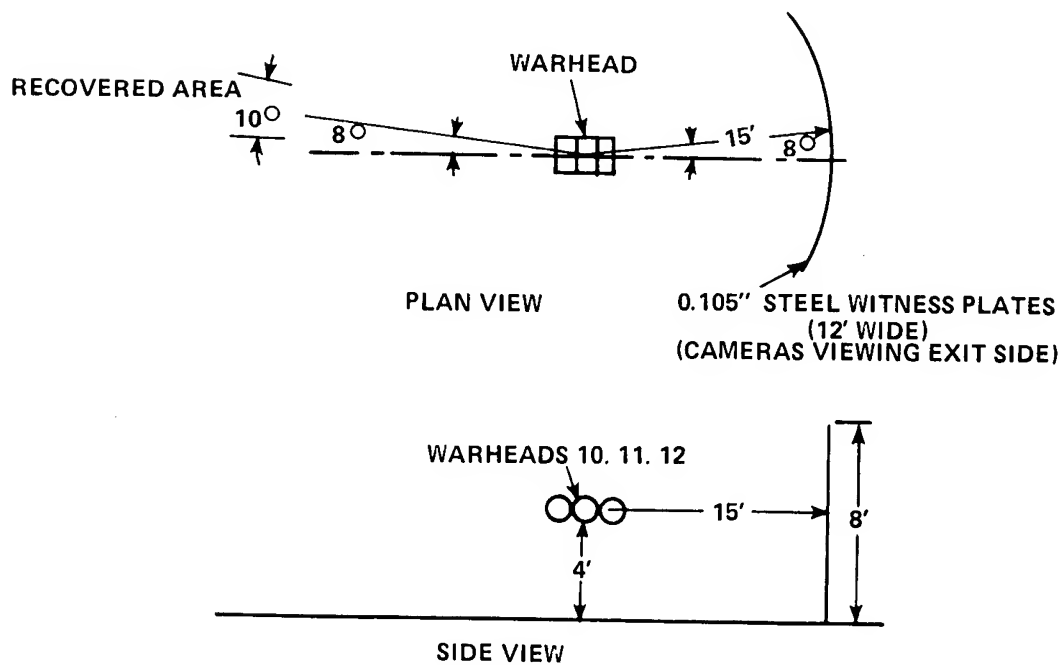 WARHEAD
RECOVERED AREA
10°
8°
15'
8°
PLAN VIEW
0.105" STEEL WITNESS PLATES
(12' WIDE)
(CAMERAS VIEWING EXIT SIDE)
WARHEADS 10. 11. 12
15'
8'
4'
SIDE VIEW